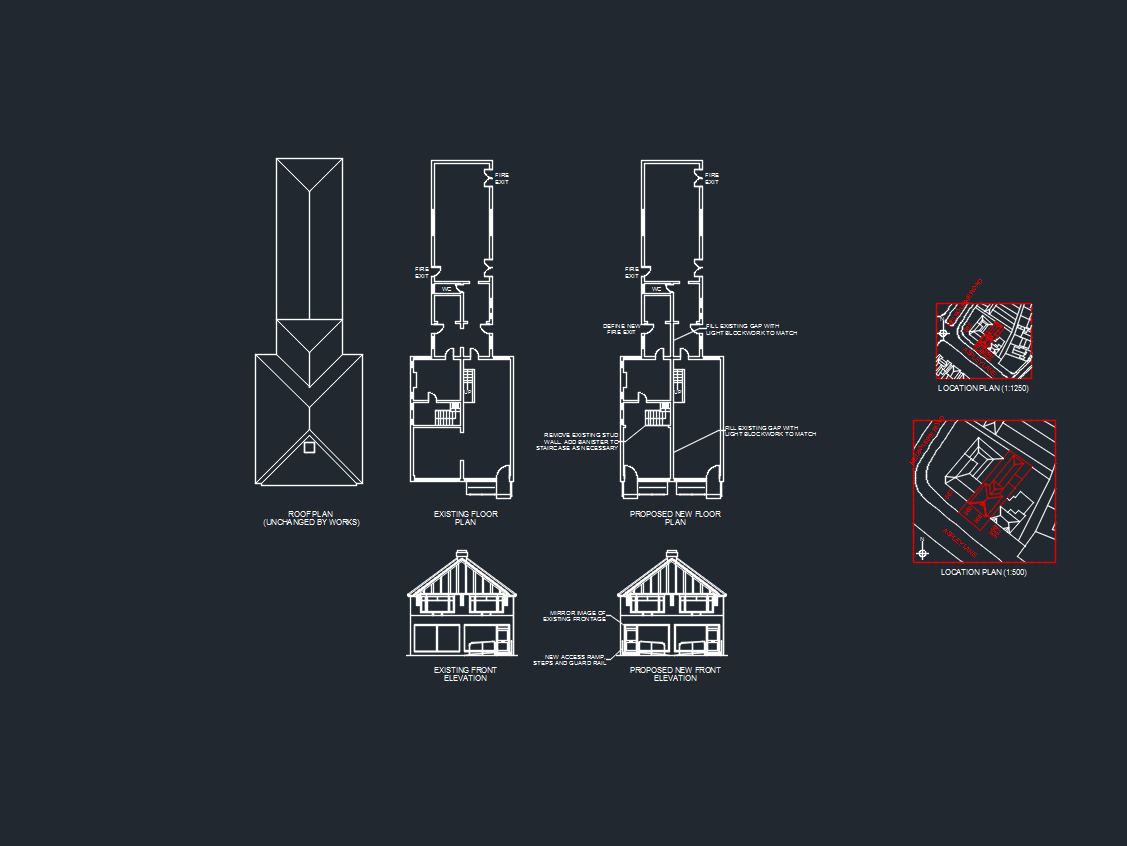 FIRE
EXIT
FIRE
EXIT
WC
UP
ROOF PLAN
(UNCHANGED BY WORKS)
EXISTING FLOOR
PLAN
FIRE
EXIT
FIRE
EXIT
WC
DEFINE NEW
FIRE EXIT
FILL EXISTING GAP WITH
LIGHT BLOCKWORK TO MATCH
UP
REMOVE EXISTING STUD
WALL. ADD BANISTER TO
STAIRCASE AS NECESSARY
FILL EXISTING GAP WITH
LIGHT BLOCKWORK TO MATCH
PROPOSED NEW FLOOR
PLAN
EXISTING FRONT
ELEVATION
MIRROR IMAGE OF
EXISTING FRONTAGE
NEW ACCESS RAMP,
STEPS AND GUARD RAIL
PROPOSED NEW FRONT
ELEVATION
N
LOCATION PLAN (1:1250)
ASHLEY LANE
N
LOCATION PLAN (1:500)